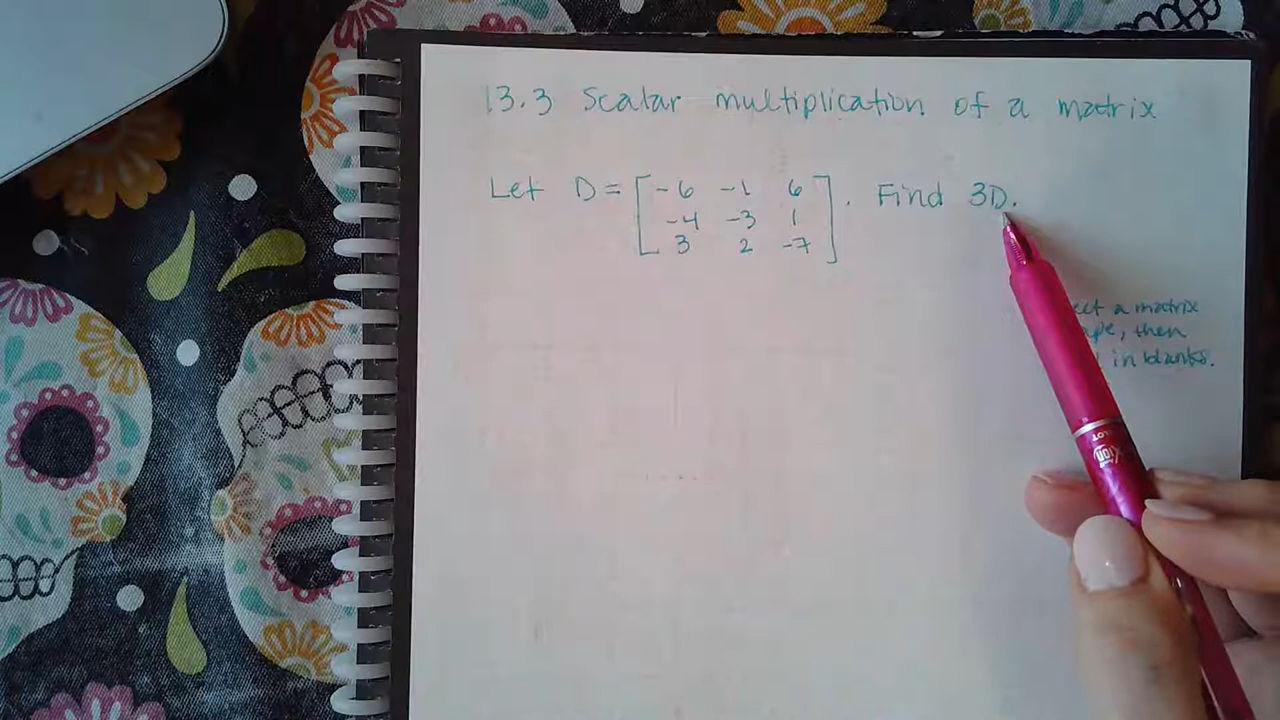 13.3 Scalar multiplication of a matrix
Let D = [ -6 -1 6 ]. Find 3D.
-4 -3 1
3 2 -7
a matrix
then
in blanks.